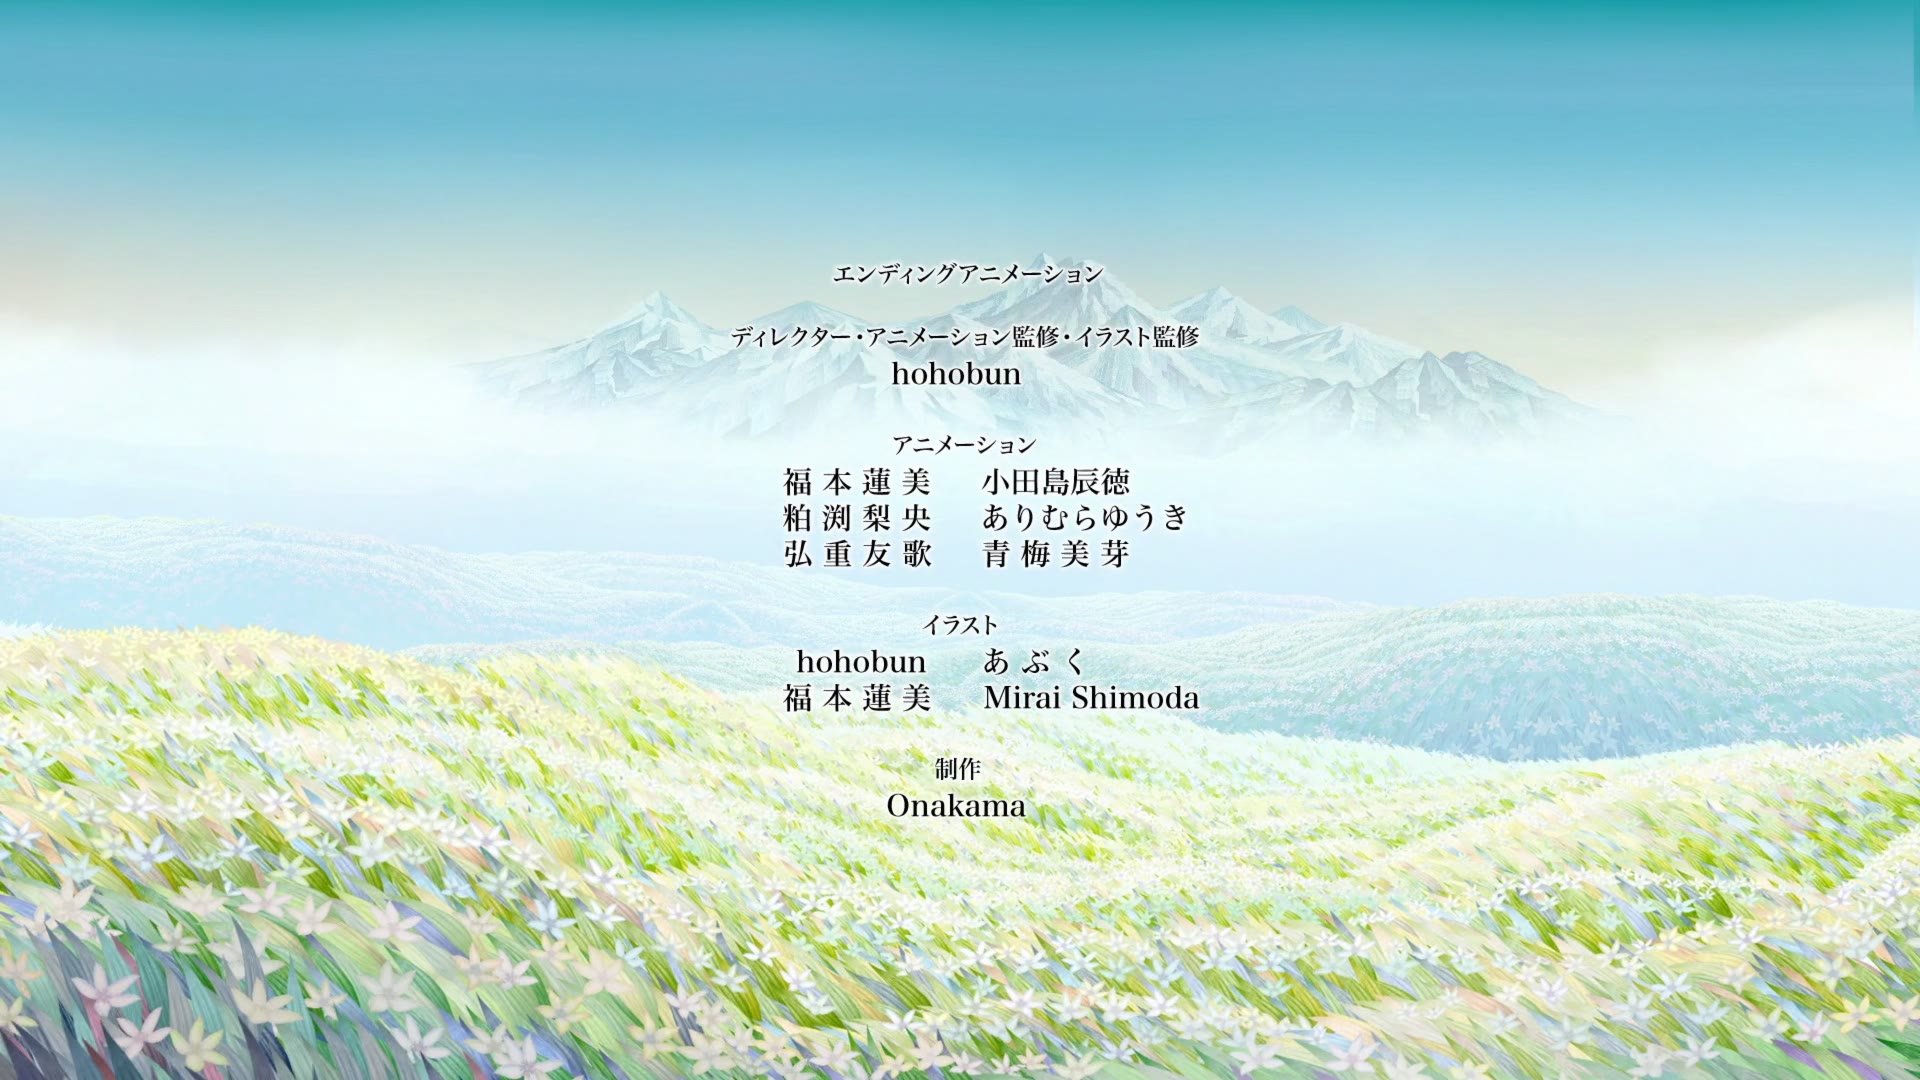 エンディングアニメーション
ディレクター・アニメーション監修・イラスト監修
hohobun
アニメーション
福本蓮美 小田島辰徳
粕渕梨央 ありむらゆうき
弘重友歌 青梅美芽
イラスト
hohobun あぶく
福本蓮美 Mirai Shimoda
制作
Onakama